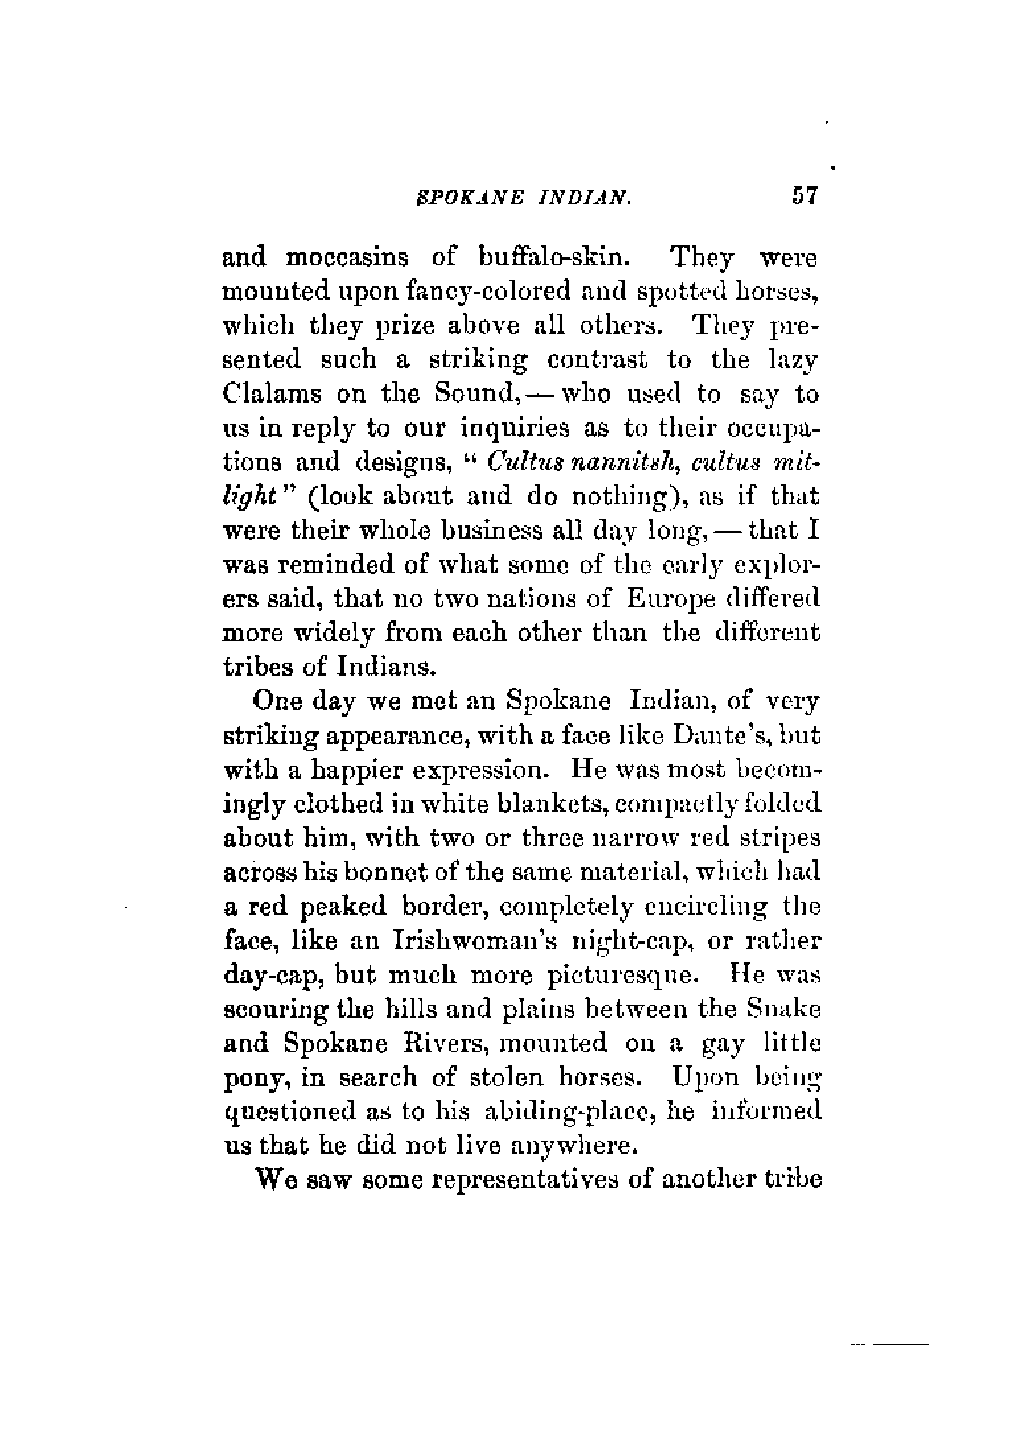 SPOKANE INDIAN. 57
and moccasins of buffalo-skin. They were
mounted upon fancy-colored and spotted horses,
which they prize above all others. They pre-
sented such a striking contrast to the lazy
Clalams on the Sound,— who used to say to
us in reply to our inquiries as to their occupa-
tions and designs, “ Cultus nannitsh, cultus mit-
light” (look about and do nothing), as if that
were their whole business all day long,— that I
was reminded of what some of the early explor-
ers said, that no two nations of Europe differed
more widely from each other than the different
tribes of Indians.
One day we met an Spokane Indian, of very
striking appearance, with a face like Dante's, but
with a happier expression. He was most becom-
ingly clothed in white blankets, compactly folded
about him, with two or three narrow red stripes
across his bonnet of the same material, which had
a red peaked border, completely encircling the
face, like an Irishwoman's night-cap, or rather
day-cap, but much more picturesque. He was
scouring the hills and plains between the Snake
and Spokane Rivers, mounted on a gay little
pony, in search of stolen horses. Upon being
questioned as to his abiding-place, he informed
us that he did not live anywhere.
We saw some representatives of another tribe